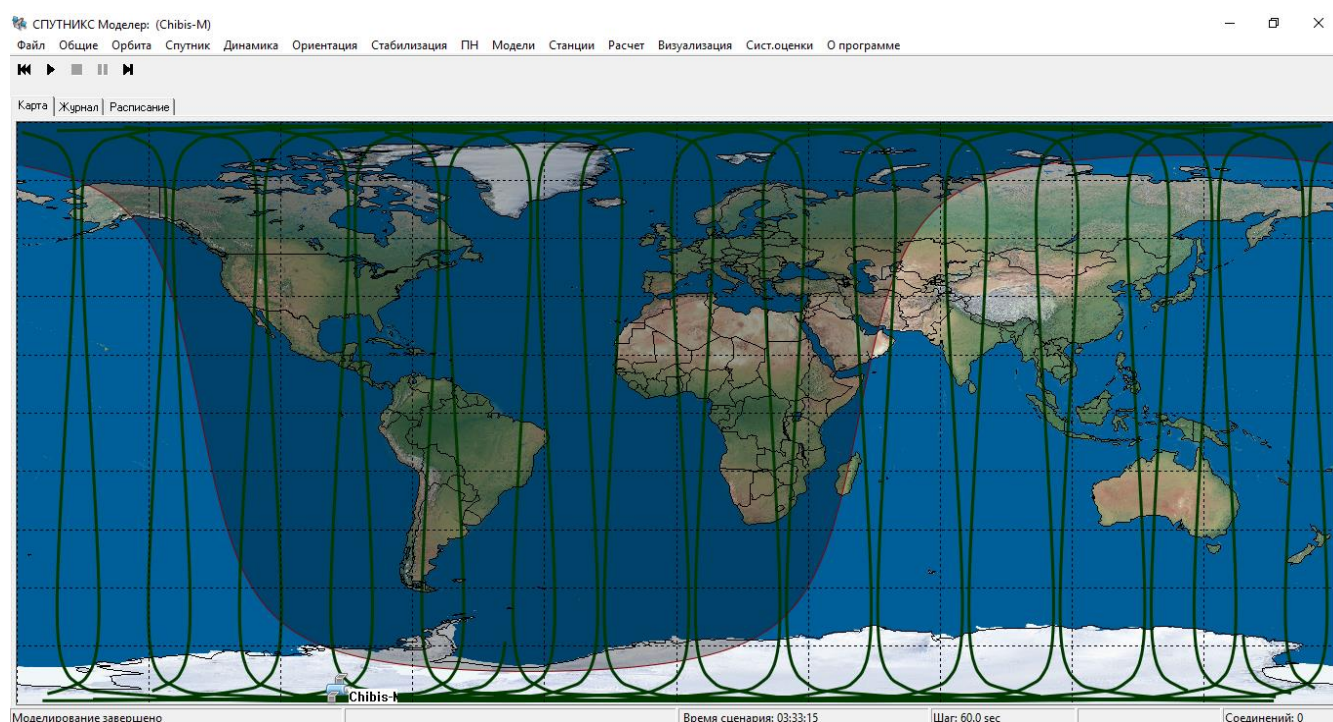 СПУТНИКС Моделер: (Chibis-M)
Файл Общие Орбита Спутник Динамика Ориентация Стабилизация ПН Модели Станции Расчет Визуализация Сист.оценки О программе
Карта Журнал Расписание
Chibis-M
Моделирование завершено Время сценария: 03:33:15 Шаг: 60.0 sec Соединений: 0